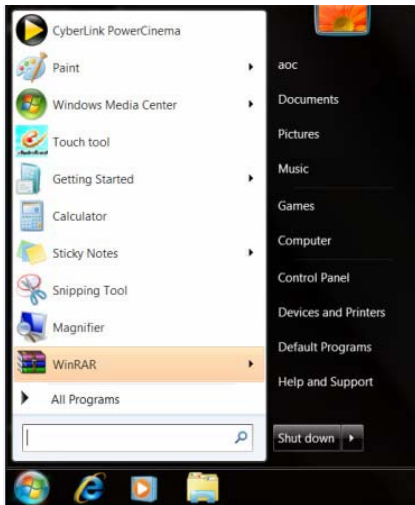 CyberLink PowerCinema
Paint
Windows Media Center
Touch tool
Getting Started
Calculator
Sticky Notes
Snipping Tool
Magnifier
WinRAR
All Programs
aoc
Documents
Pictures
Music
Games
Computer
Control Panel
Devices and Printers
Default Programs
Help and Support
Shut down